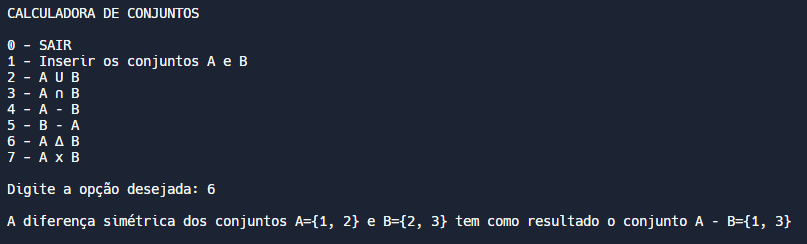 CALCULADORA DE CONJUNTOS
0 - SAIR
1 - Inserir os conjuntos A e B
2 - A U B
3 - A ∩ B
4 - A - B
5 - B - A
6 - A Δ B
7 - A x B
Digite a opção desejada: 6
A diferença simétrica dos conjuntos A={1, 2} e B={2, 3} tem como resultado o conjunto A - B={1, 3}